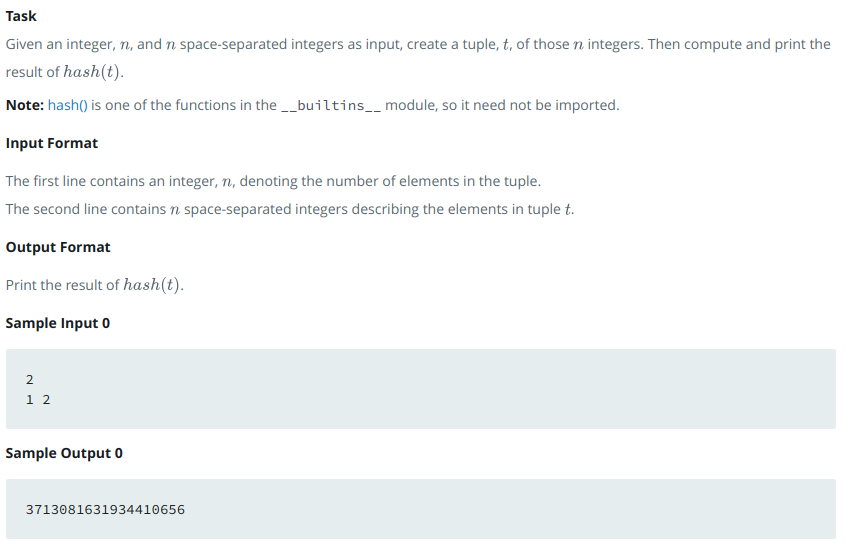 Task
Given an integer, n, and n space-separated integers as input, create a tuple, t, of those n integers. Then compute and print the
result of hash(t).
Note: hash() is one of the functions in the __builtins__ module, so it need not be imported.
Input Format
The first line contains an integer, n, denoting the number of elements in the tuple.
The second line contains n space-separated integers describing the elements in tuple t.
Output Format
Print the result of hash(t).
Sample Input 0
2
1 2
Sample Output 0
3713081631934410656